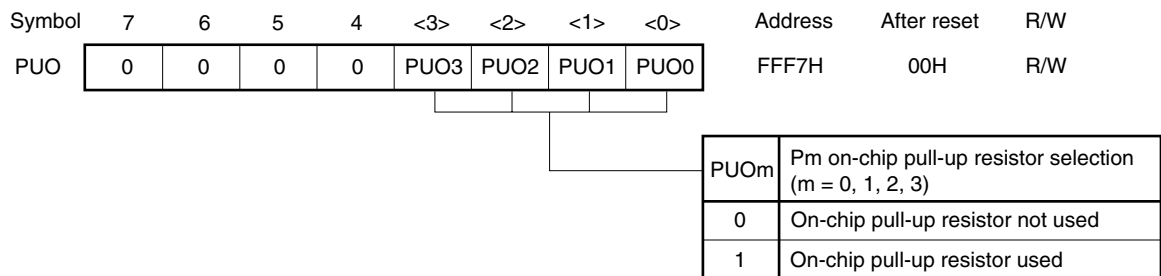 Symbol 7 6 5 4 <3> <2> <1> <0> Address After reset R/W
PUO 0 0 0 0 PUO3 PUO2 PUO1 PUO0 FFF7H 00H R/W
PUOm Pm on-chip pull-up resistor selection
(m = 0, 1, 2, 3)
0 On-chip pull-up resistor not used
1 On-chip pull-up resistor used